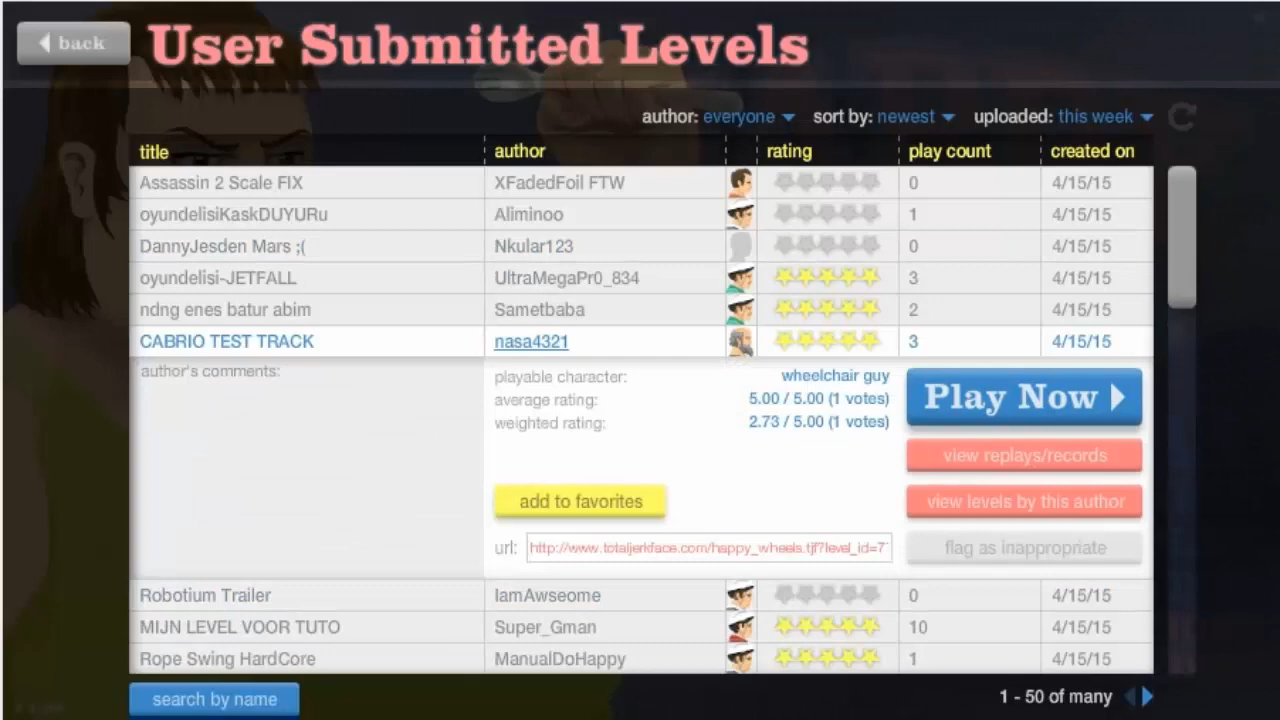 back
User Submitted Levels
author: everyone sort by: newest uploaded: this week
title author rating play count created on
Assassin 2 Scale FIX XFadedFoil FTW 0 4/15/15
oyundelisiKaskDUYURu Aliminoo 1 4/15/15
DannyJesden Mars ;( Nkular123 0 4/15/15
oyundelisi-JETFALL UltraMegaPr0_834 3 4/15/15
ndng enes batur abim Sametbaba 2 4/15/15
CABRIO TEST TRACK nasa4321 3 4/15/15
author's comments:
playable character: wheelchair guy
average rating: 5.00 / 5.00 (1 votes)
weighted rating: 2.73 / 5.00 (1 votes)
Play Now
view replays/records
add to favorites
view levels by this author
url: http://www.totaljerkface.com/happy_wheels.tjf?level_id=7
flag as inappropriate
Robotium Trailer IamAwseome 0 4/15/15
MIJN LEVEL VOOR TUTO Super_Gman 10 4/15/15
Rope Swing HardCore ManualDoHappy 1 4/15/15
search by name
1 - 50 of many